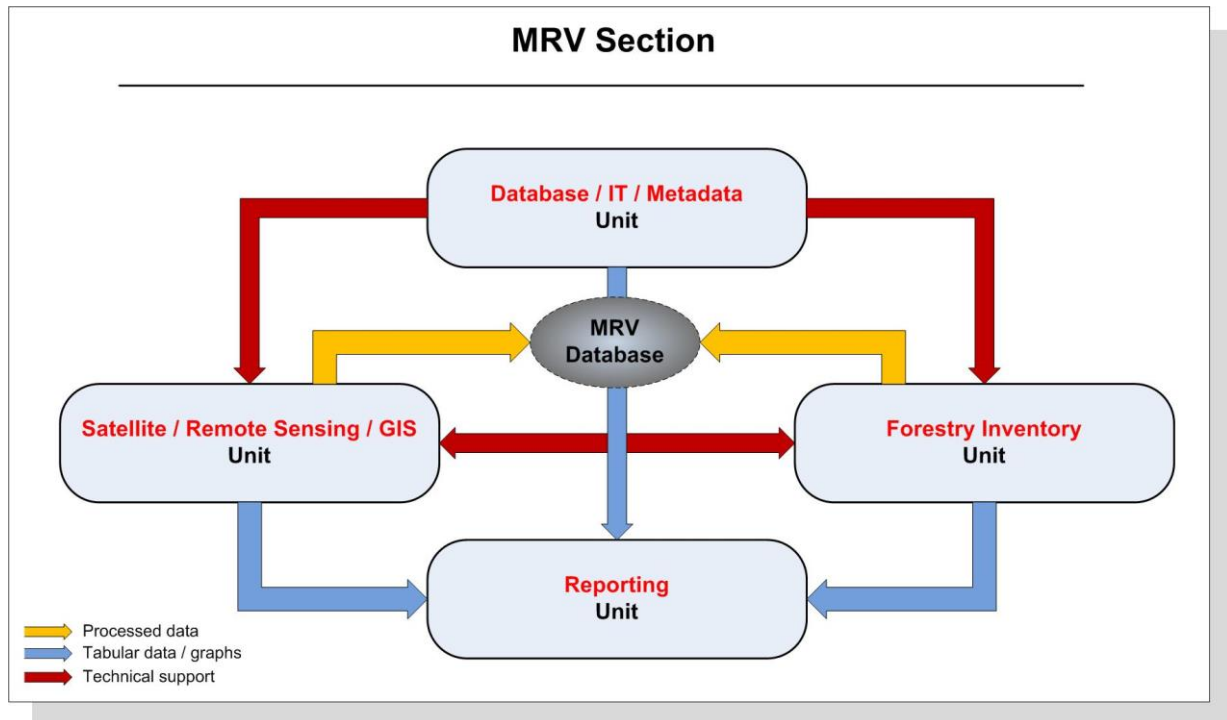 MRV Section
Database / IT / Metadata
Unit
MRV
Database
Satellite / Remote Sensing / GIS
Unit
Forestry Inventory
Unit
Reporting
Unit
Processed data
Tabular data / graphs
Technical support